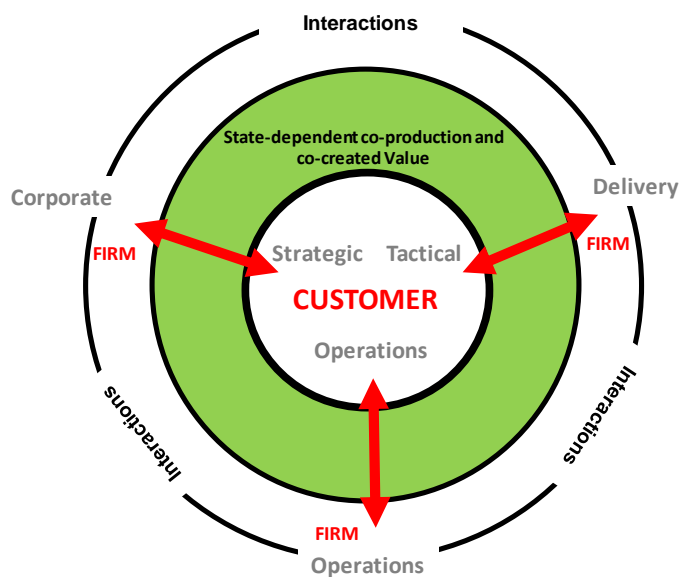 Interactions
State-dependent co-production and
co-created Value
Corporate
Delivery
FIRM
FIRM
Strategic
Tactical
CUSTOMER
Operations
Interactions
Interactions
FIRM
Operations